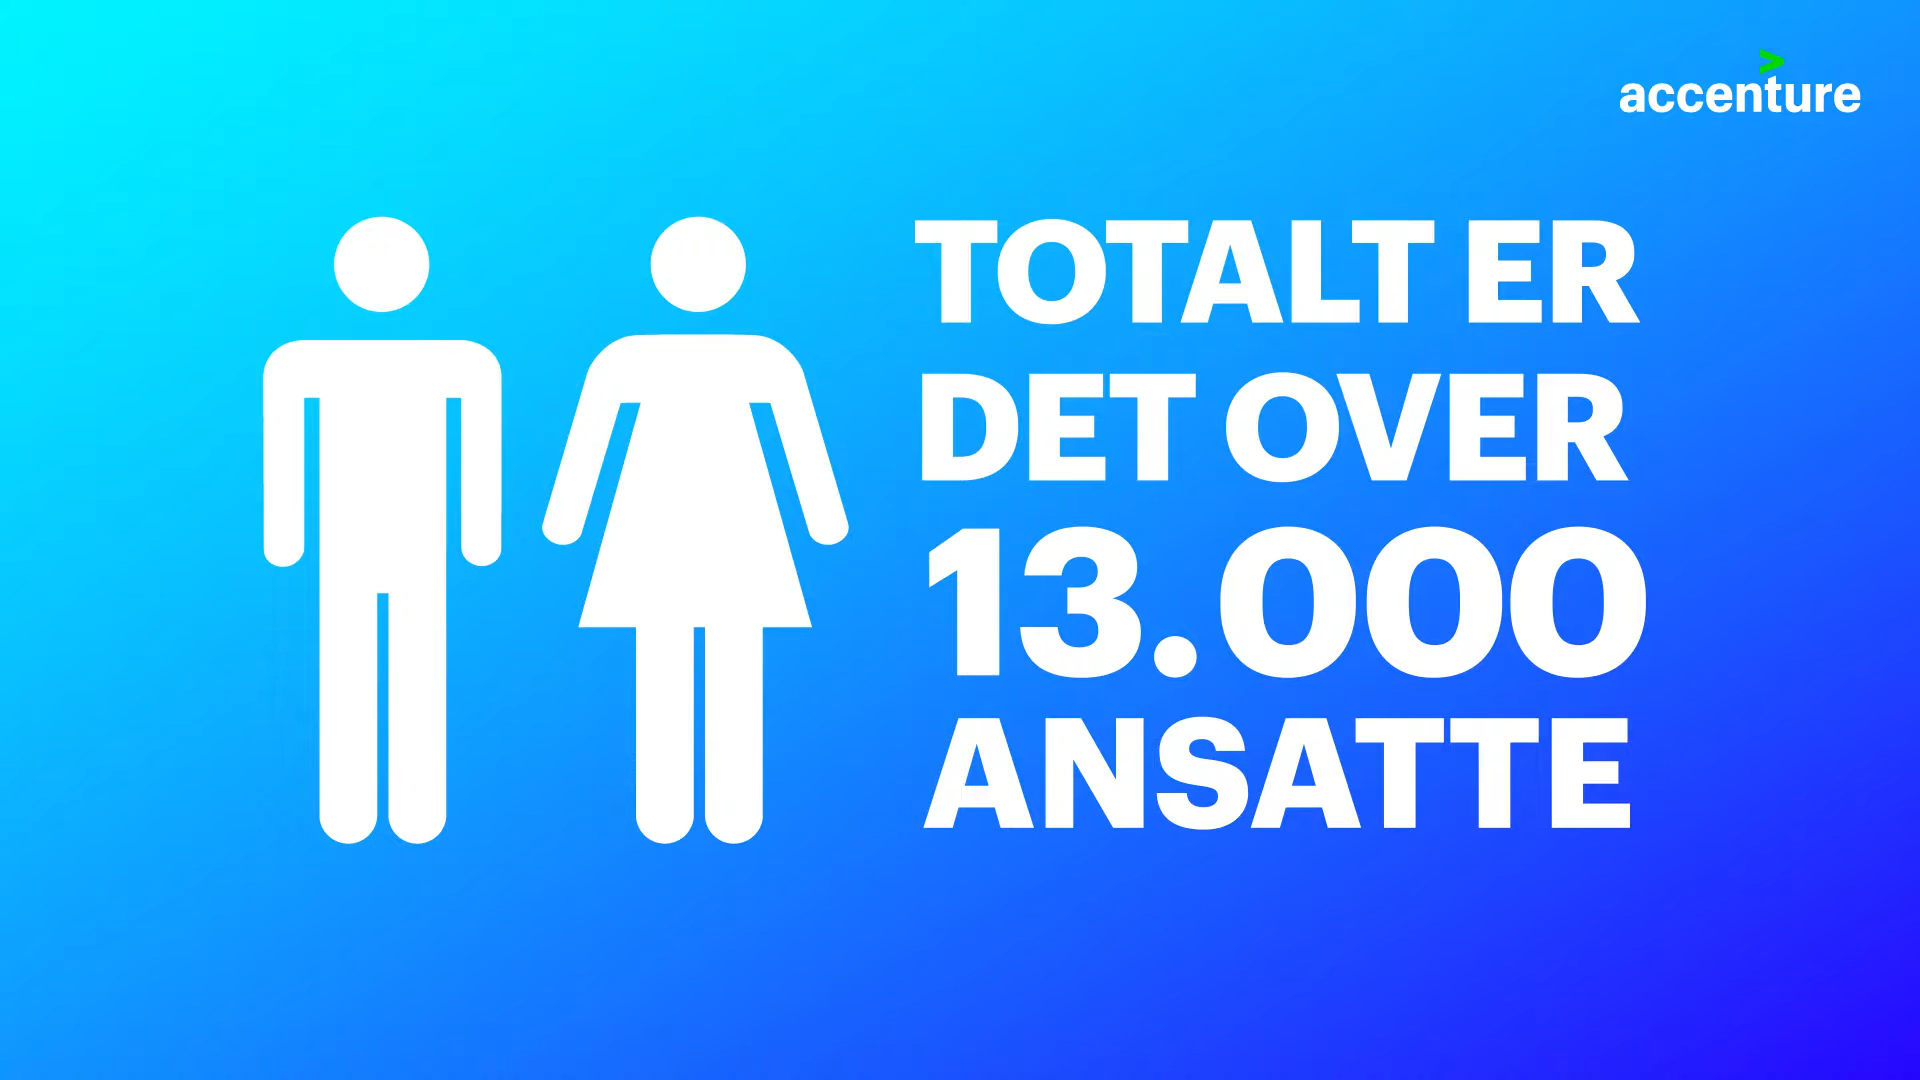 accenture
TOTALT ER
DET OVER
13.000
ANSATTE